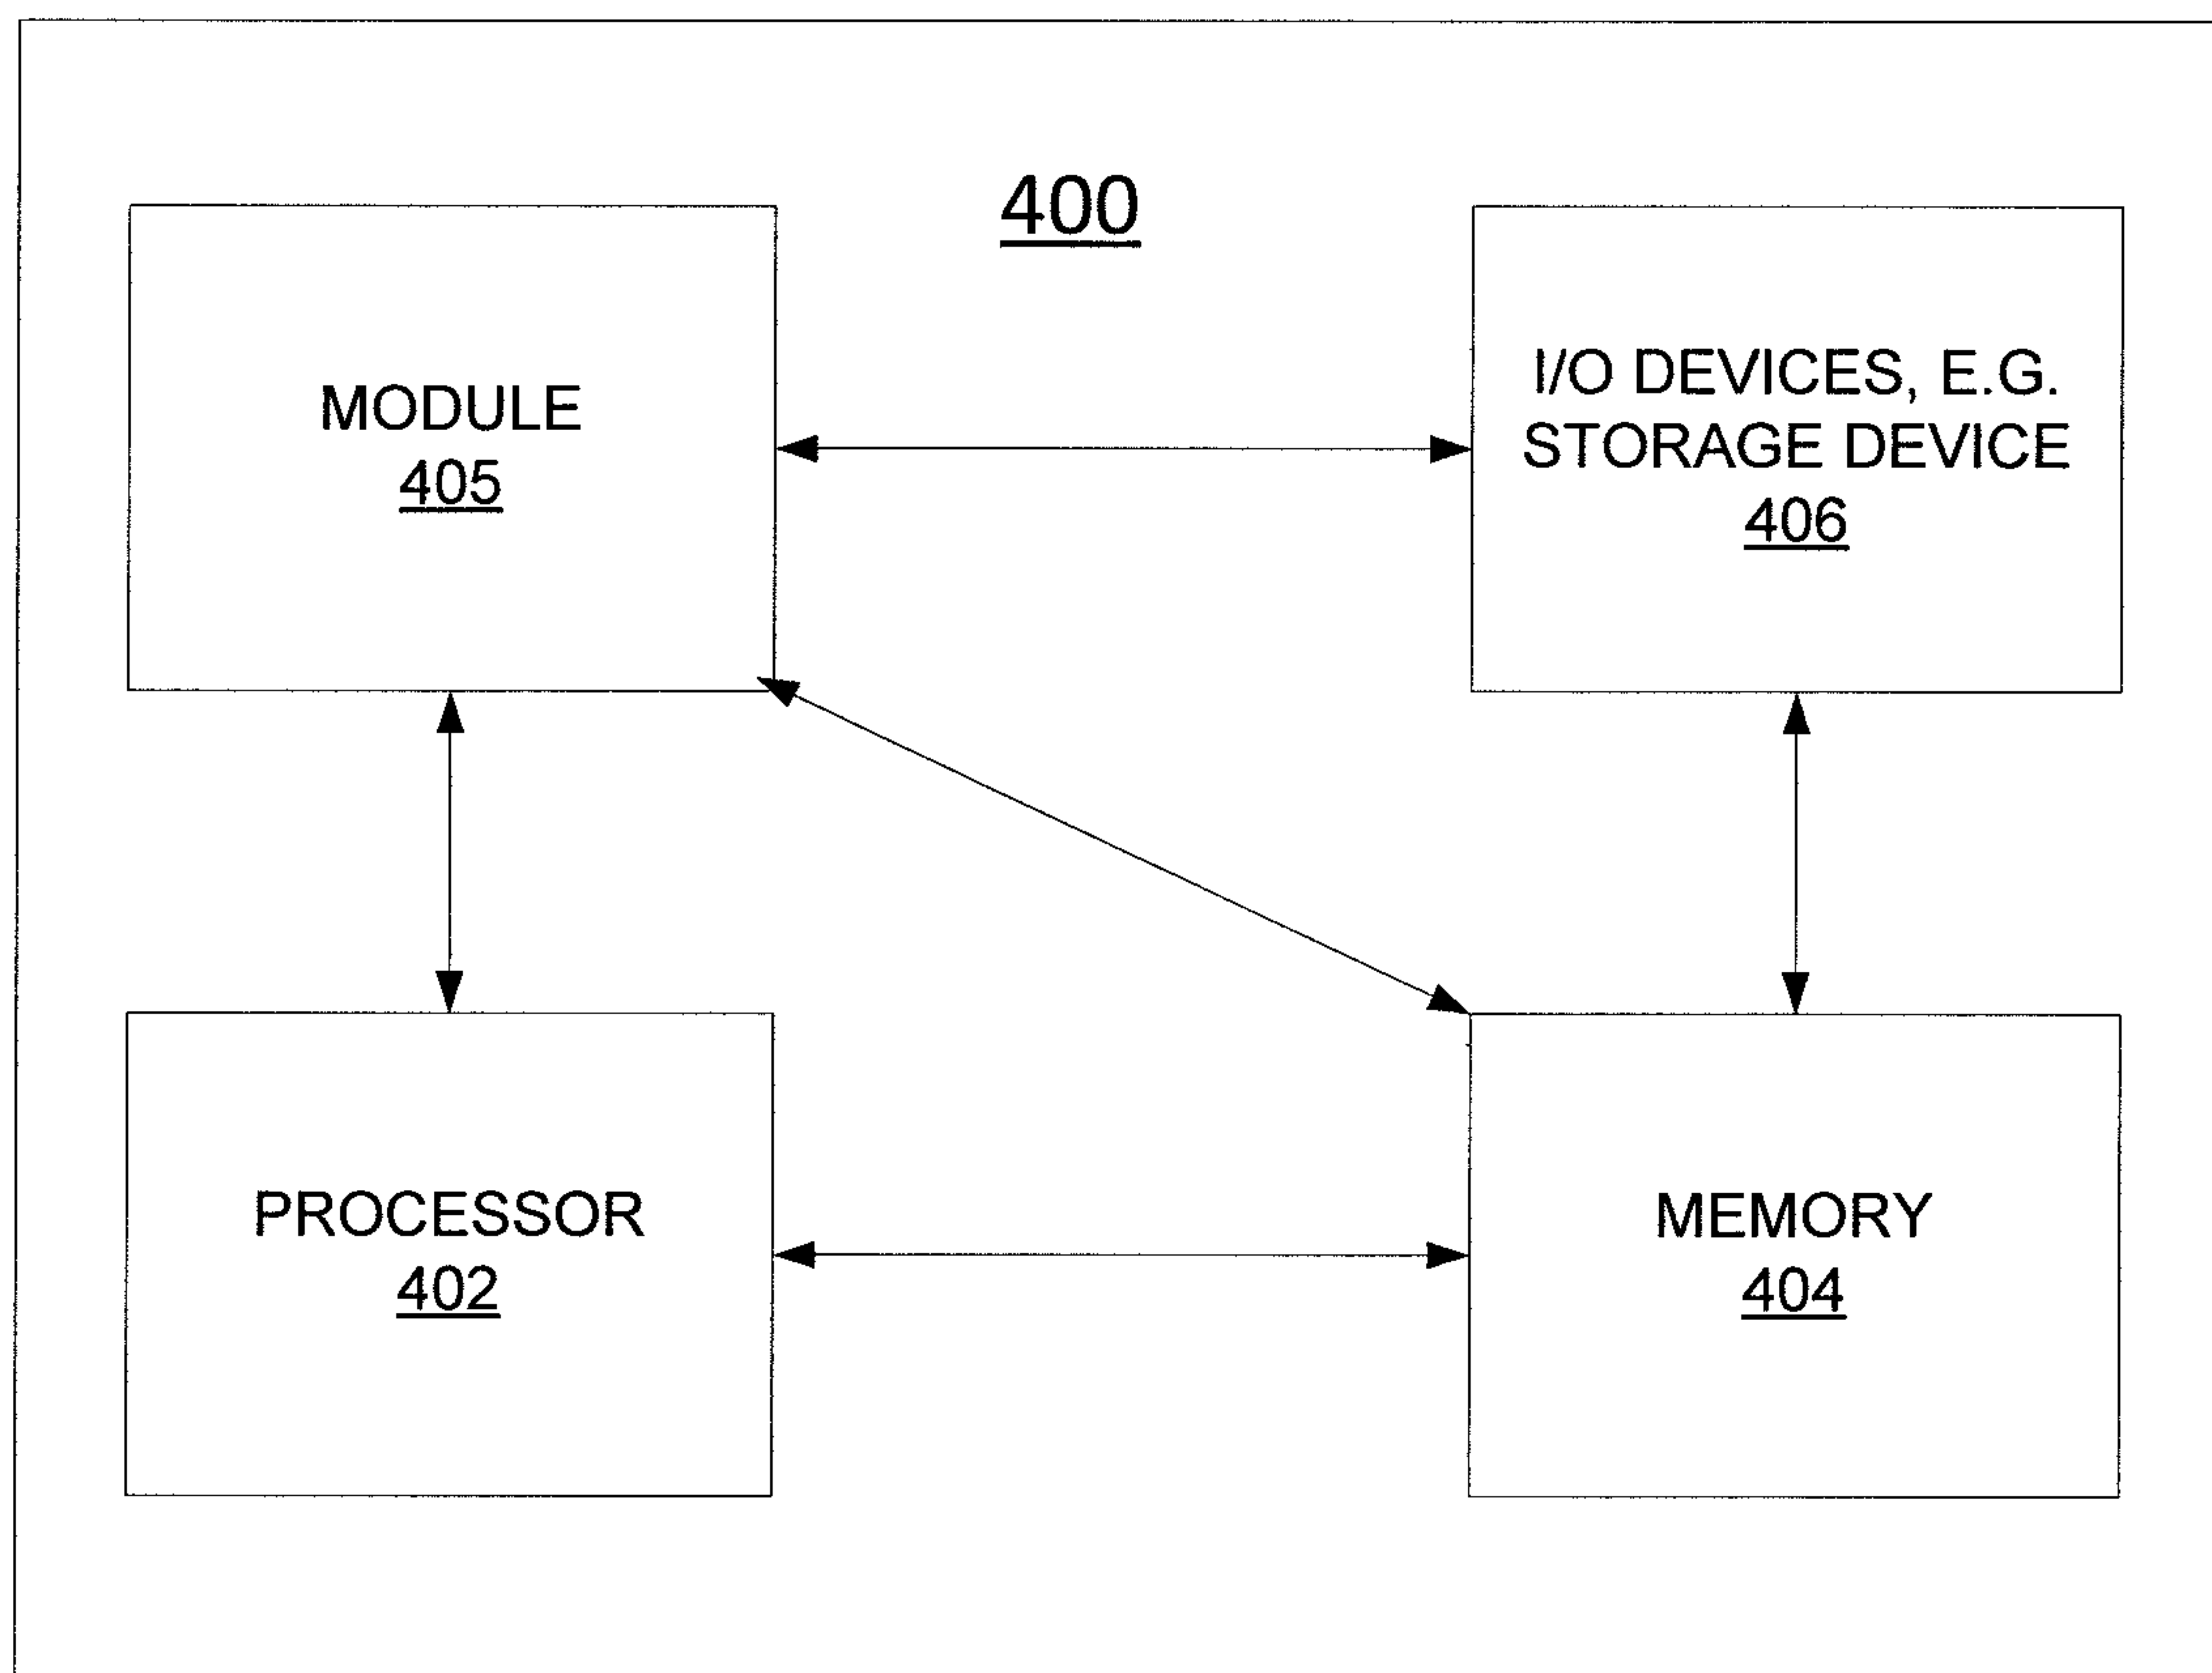 400
MODULE
405
I/O DEVICES, E.G.
STORAGE DEVICE
406
PROCESSOR
402
MEMORY
404